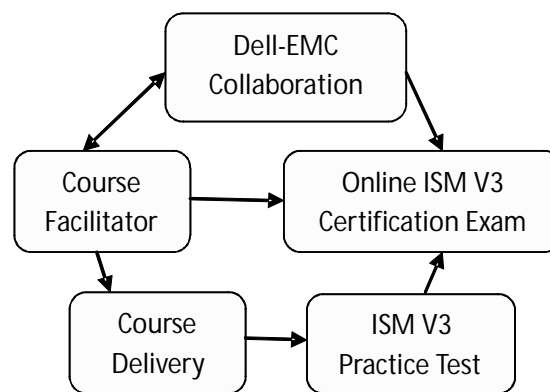 Dell-EMC
Collaboration
Course
Facilitator
Online ISM V3
Certification Exam
Course
Delivery
ISM V3
Practice Test